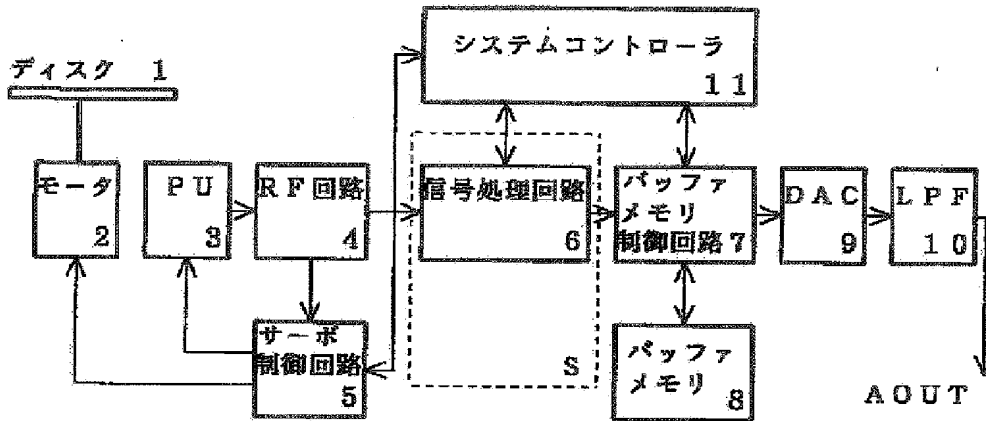 システムコントローラ
11
ディスク 1
モータ
2
PU
3
RF回路
4
信号処理回路
6
バッファ
メモリ
制御回路7
DAC
9
LPF
10
サーボ
制御回路
5
S
バッファ
メモリ
8
AOUT